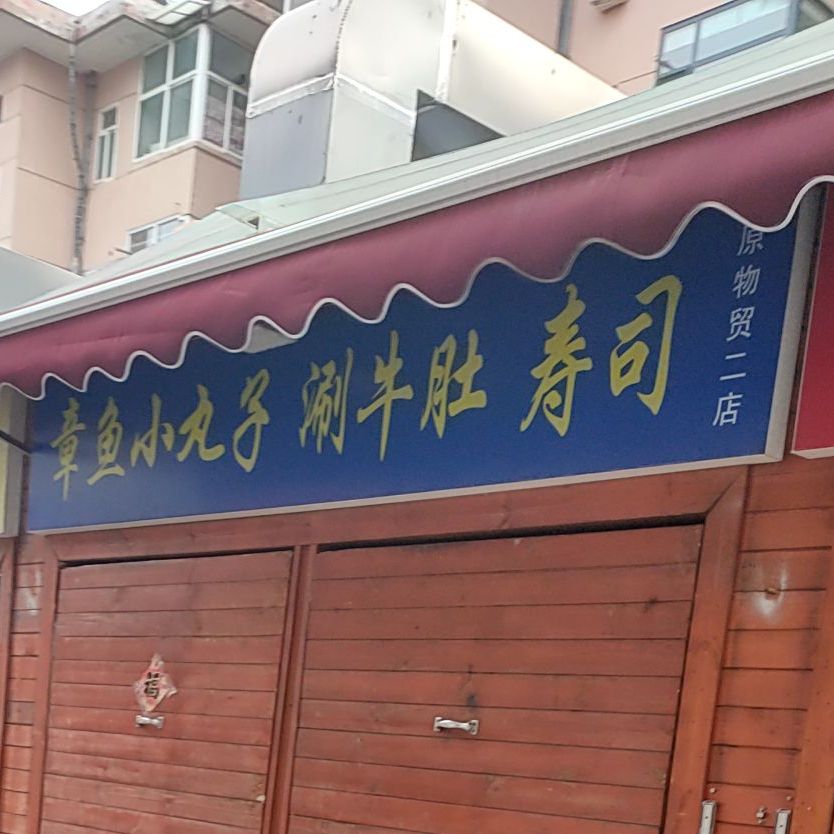 章鱼小丸子 涮牛肚 寿司
原物贸二店
福